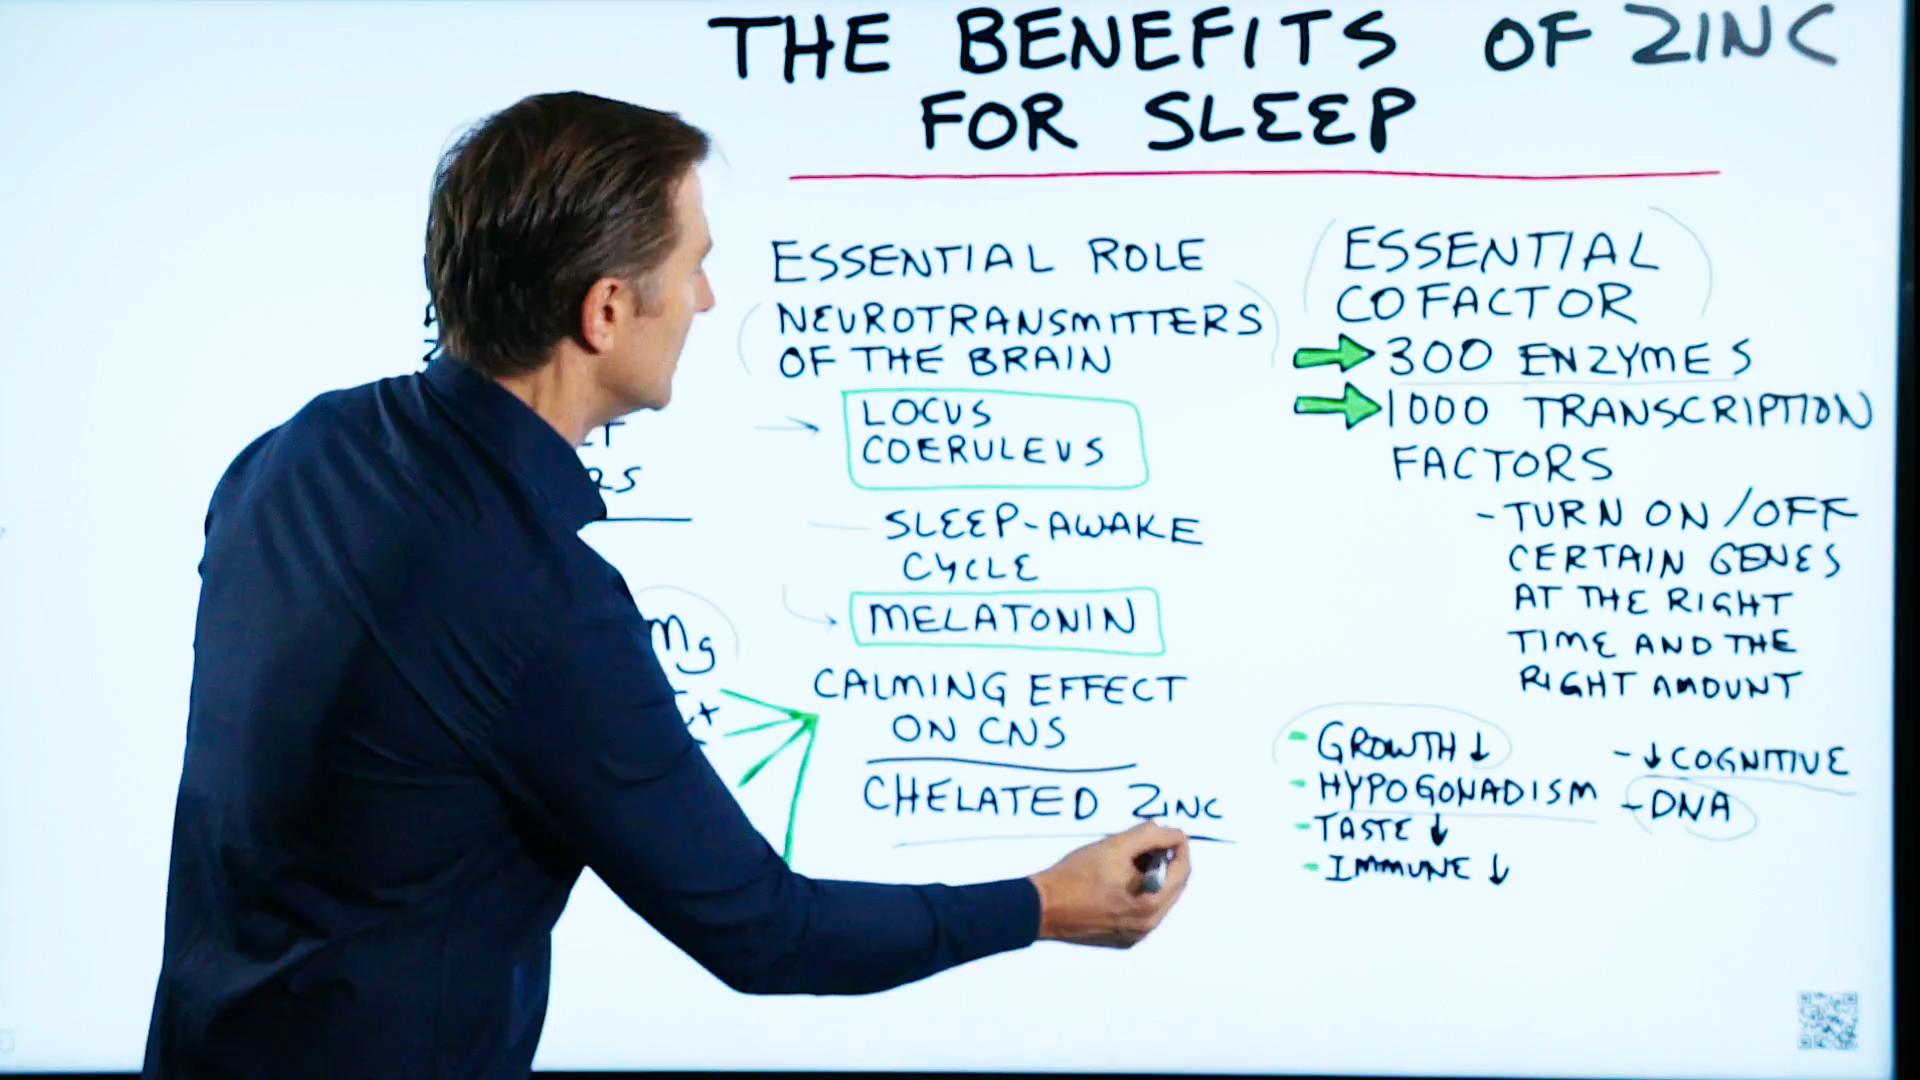 THE BENEFITS OF ZINC
FOR SLEEP
Mg
ESSENTIAL ROLE
NEUROTRANSMITTERS
OF THE BRAIN
LOCUS
COERULEUS
SLEEP-AWAKE
CYCLE
MELATONIN
CALMING EFFECT
ON CNS
CHELATED ZINC
ESSENTIAL
COFACTOR
300 ENZYMES
1000 TRANSCRIPTION
FACTORS
- TURN ON/OFF
CERTAIN GENES
AT THE RIGHT
TIME AND THE
RIGHT AMOUNT
- GROWTH ↓
- HYPOGONADISM
- TASTE ↓
- IMMUNE ↓
- ↓ COGNITIVE
- DNA